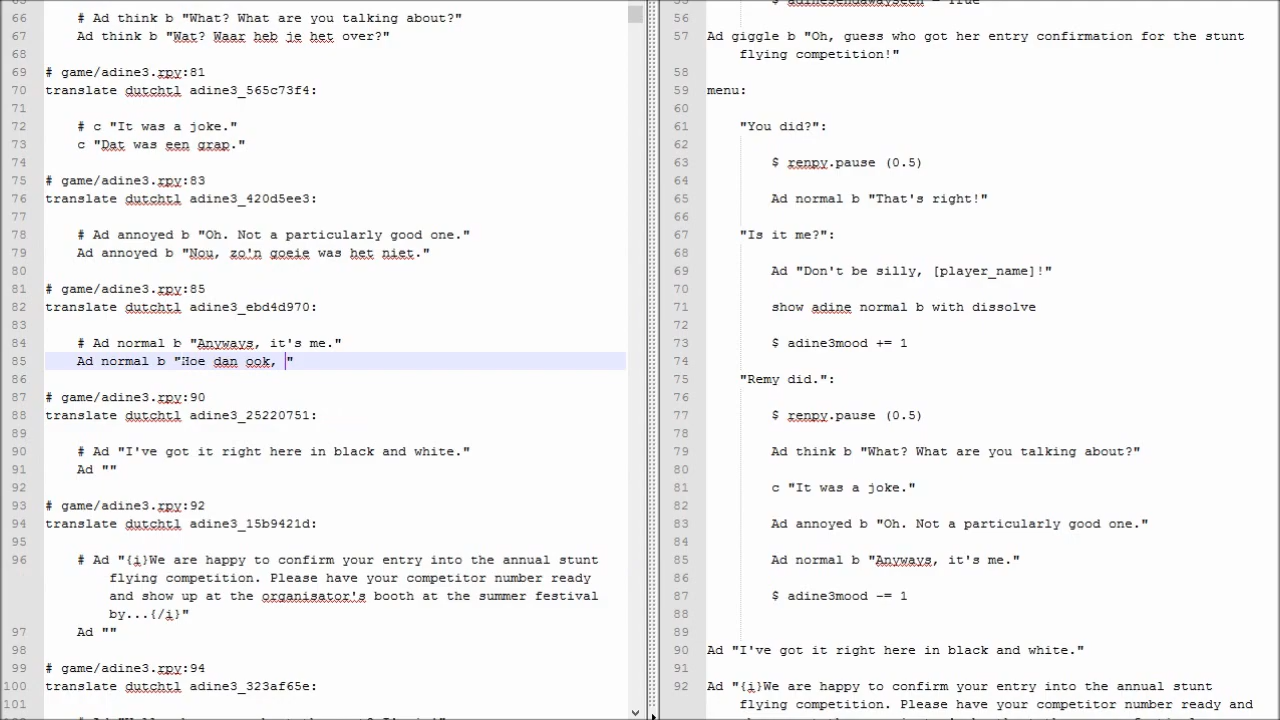 66 # Ad think b "What? What are you talking about?"
67 Ad think b "Wat? Waar heb je het over?"
68
69 # game/adine3.rpy:81
70 translate dutchtl adine3_565c73f4:
71
72 # c "It was a joke."
73 c "Dat was een grap."
74
75 # game/adine3.rpy:83
76 translate dutchtl adine3_420d5ee3:
77
78 # Ad annoyed b "Oh. Not a particularly good one."
79 Ad annoyed b "Nou, zo'n goeie was het niet."
80
81 # game/adine3.rpy:85
82 translate dutchtl adine3_ebd4d970:
83
84 # Ad normal b "Anyways, it's me."
85 Ad normal b "Hoe dan ook, "
86
87 # game/adine3.rpy:90
88 translate dutchtl adine3_25220751:
89
90 # Ad "I've got it right here in black and white."
91 Ad ""
92
93 # game/adine3.rpy:92
94 translate dutchtl adine3_15b9421d:
95
96 # Ad "{i}We are happy to confirm your entry into the annual stunt
flying competition. Please have your competitor number ready
and show up at the organisator's booth at the summer festival
by...{/i}"
97 Ad ""
98
99 # game/adine3.rpy:94
100 translate dutchtl adine3_323af65e:
101
56
57 Ad giggle b "Oh, guess who got her entry confirmation for the stunt
flying competition!"
58
59 menu:
60
61 "You did?":
62
63 $ renpy.pause (0.5)
64
65 Ad normal b "That's right!"
66
67 "Is it me?":
68
69 Ad "Don't be silly, [player_name]!"
70
71 show adine normal b with dissolve
72
73 $ adine3mood += 1
74
75 "Remy did.":
76
77 $ renpy.pause (0.5)
78
79 Ad think b "What? What are you talking about?"
80
81 c "It was a joke."
82
83 Ad annoyed b "Oh. Not a particularly good one."
84
85 Ad normal b "Anyways, it's me."
86
87 $ adine3mood -= 1
88
89
90 Ad "I've got it right here in black and white."
91
92 Ad "{i}We are happy to confirm your entry into the annual stunt
flying competition. Please have your competitor number ready and